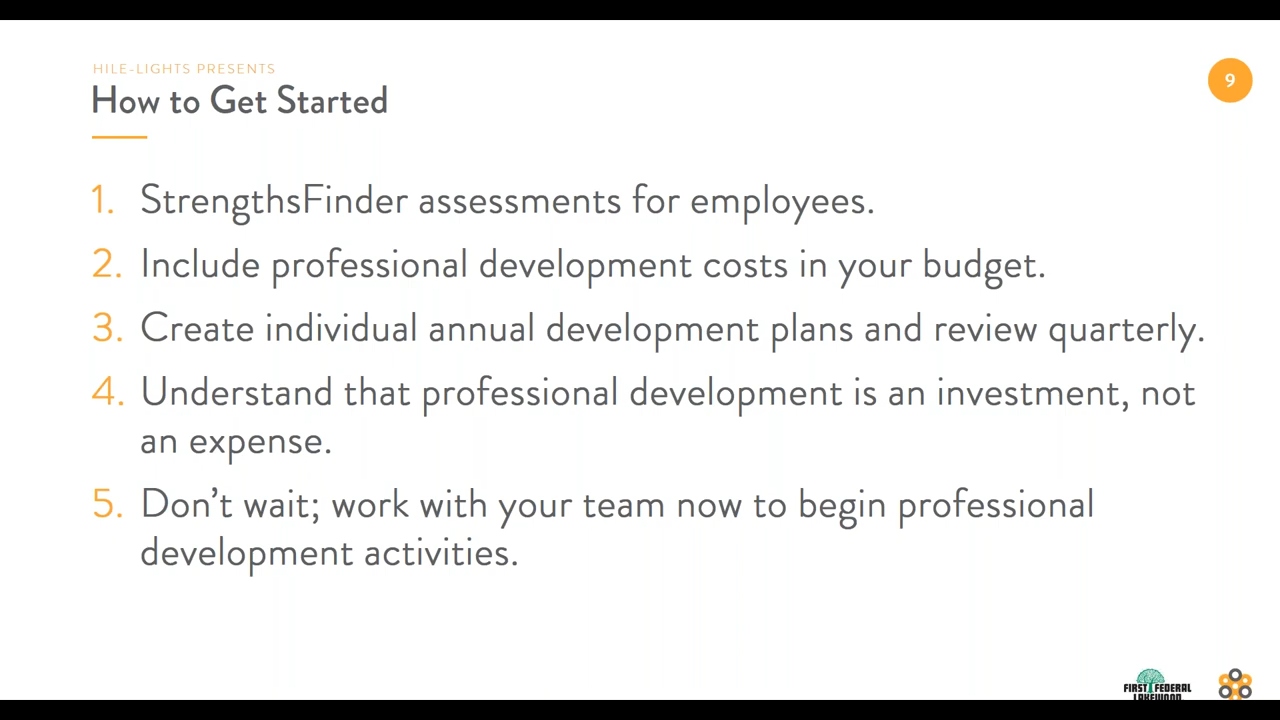 HILE-LIGHTS PRESENTS
How to Get Started
9
1. StrengthsFinder assessments for employees.
2. Include professional development costs in your budget.
3. Create individual annual development plans and review quarterly.
4. Understand that professional development is an investment, not
an expense.
5. Don’t wait; work with your team now to begin professional
development activities.
FIRST FEDERAL
LAKEWOOD